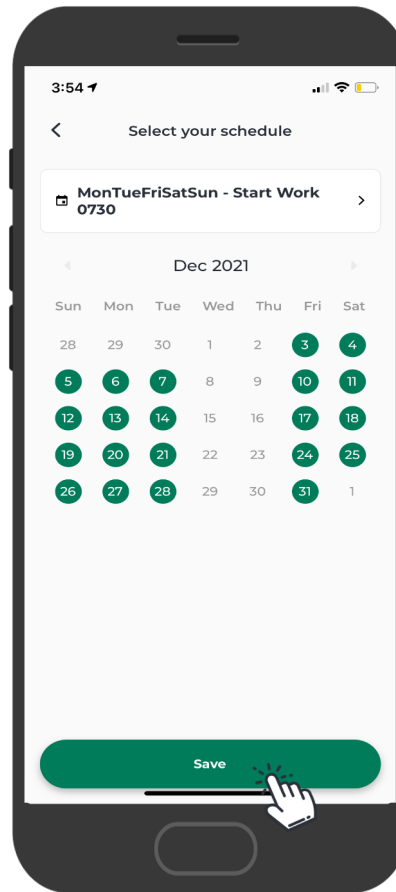 3:54
Select your schedule
MonTueFriSatSun - Start Work
0730
Dec 2021
Sun Mon Tue Wed Thu Fri Sat
28 29 30 1 2 3 4
5 6 7 8 9 10 11
12 13 14 15 16 17 18
19 20 21 22 23 24 25
26 27 28 29 30 31 1
Save